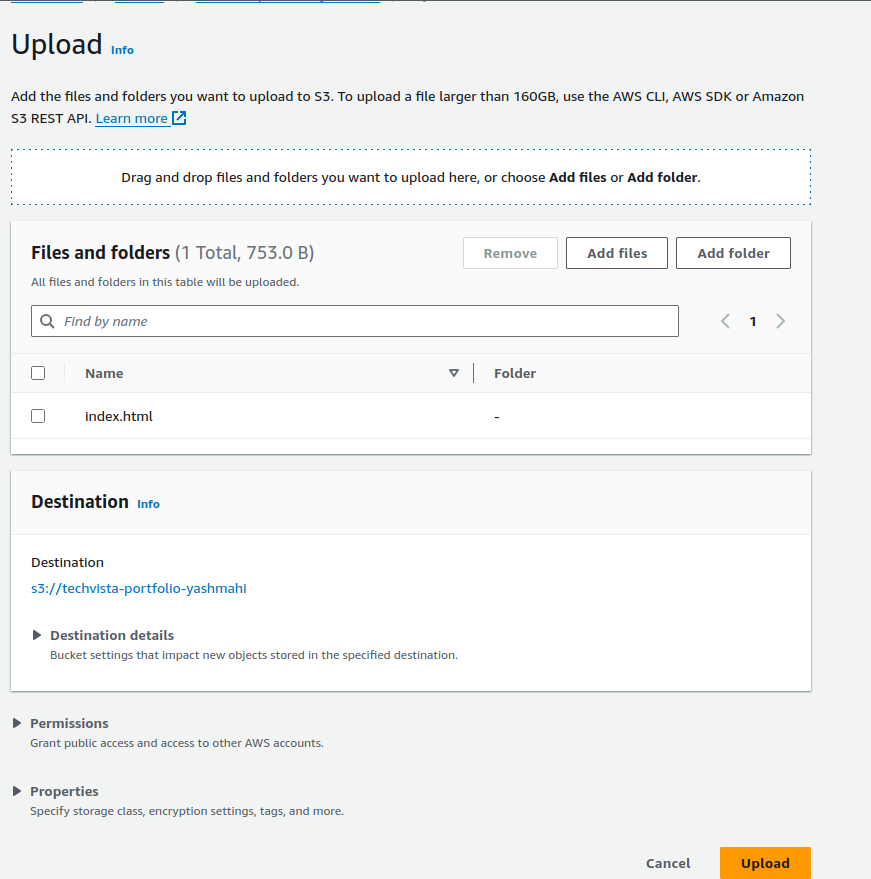 Upload Info
Add the files and folders you want to upload to S3. To upload a file larger than 160GB, use the AWS CLI, AWS SDK or Amazon
S3 REST API. Learn more
Drag and drop files and folders you want to upload here, or choose Add files or Add folder.
Files and folders (1 Total, 753.0 B)
Remove
Add files
Add folder
All files and folders in this table will be uploaded.
Find by name
1
Name
Folder
index.html
-
Destination Info
Destination
s3://techvista-portfolio-yashmahi
Destination details
Bucket settings that impact new objects stored in the specified destination.
Permissions
Grant public access and access to other AWS accounts.
Properties
Specify storage class, encryption settings, tags, and more.
Cancel
Upload